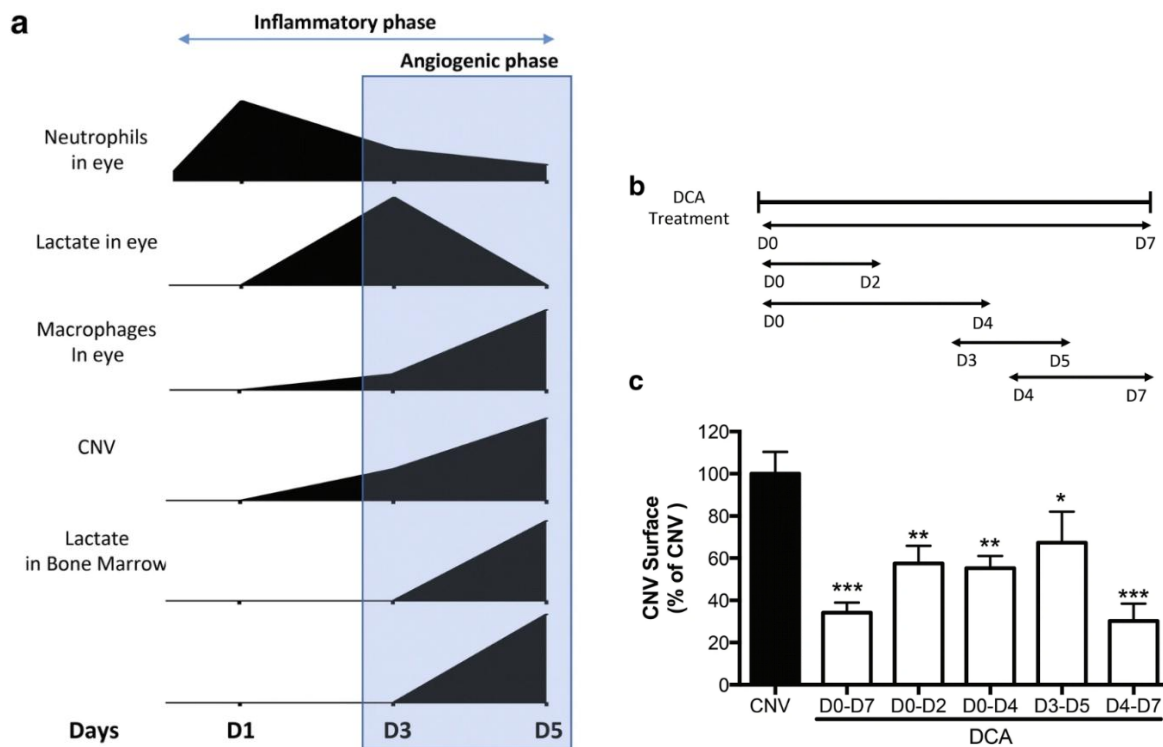 a
Inflammatory phase
Angiogenic phase
Neutrophils
in eye
Lactate in eye
Macrophages
In eye
CNV
Lactate
in Bone Marrow
Days
D1
D3
D5
b
DCA
Treatment
D0
D7
D0
D2
D0
D4
D3
D5
D4
D7
c
CNV Surface
(% of CNV)
120
100
80
60
40
20
0
***
**
**
*
***
CNV
D0-D7
D0-D2
D0-D4
D3-D5
D4-D7
DCA